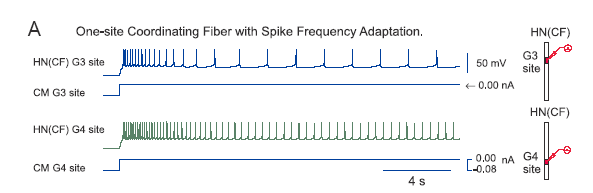 A One-site Coordinating Fiber with Spike Frequency Adaptation.
HN(CF)
HN(CF) G3 site
50 mV
G3
site
CM G3 site
← 0.00 nA
HN(CF)
HN(CF) G4 site
G4
site
CM G4 site
0.00 nA
-0.08
4 s